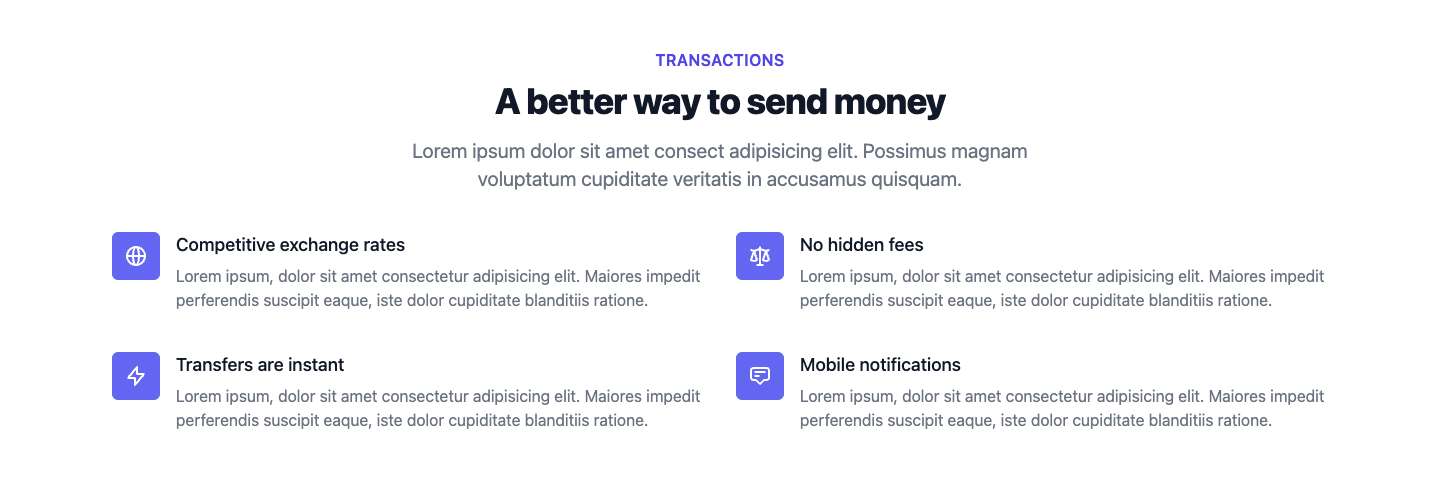 TRANSACTIONS
A better way to send money
Lorem ipsum dolor sit amet consect adipisicing elit. Possimus magnam
voluptatum cupiditate veritatis in accusamus quisquam.
Competitive exchange rates
Lorem ipsum, dolor sit amet consectetur adipisicing elit. Maiores impedit
perferendis suscipit eaque, iste dolor cupiditate blanditiis ratione.
No hidden fees
Lorem ipsum, dolor sit amet consectetur adipisicing elit. Maiores impedit
perferendis suscipit eaque, iste dolor cupiditate blanditiis ratione.
Transfers are instant
Lorem ipsum, dolor sit amet consectetur adipisicing elit. Maiores impedit
perferendis suscipit eaque, iste dolor cupiditate blanditiis ratione.
Mobile notifications
Lorem ipsum, dolor sit amet consectetur adipisicing elit. Maiores impedit
perferendis suscipit eaque, iste dolor cupiditate blanditiis ratione.